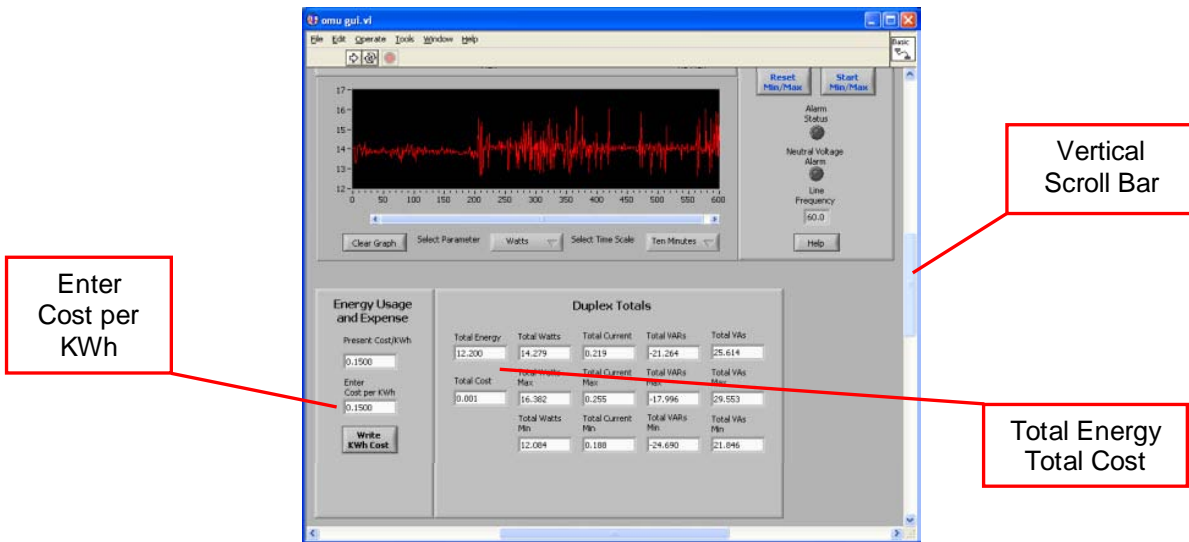 omu gui.vi
File Edit Operate Tools Window Help
Basic
Reset
Min/Max
Start
Min/Max
17
16
15
14
13
12
0 50 100 150 200 250 300 350 400 450 500 550 600
Alarm
Status
Neutral Voltage
Alarm
Line
Frequency
60.0
Help
Clear Graph Select Parameter Watts Select Time Scale Ten Minutes
Vertical
Scroll Bar
Enter
Cost per
KWh
Energy Usage
and Expense
Present Cost/KWh
0.1500
Enter
Cost per KWh
0.1500
Write
KWh Cost
Duplex Totals
Total Energy Total Watts Total Current Total VARs Total VAs
12.200 14.279 0.219 -21.264 25.614
Total Cost
Total Watts
Max
Total Current
Max
Total VARs
Max
Total VAs
Max
0.001 16.382 0.255 -17.996 29.553
Total Watts
Min
Total Current
Min
Total VARs
Min
Total VAs
Min
12.084 0.188 -24.690 21.846
Total Energy
Total Cost